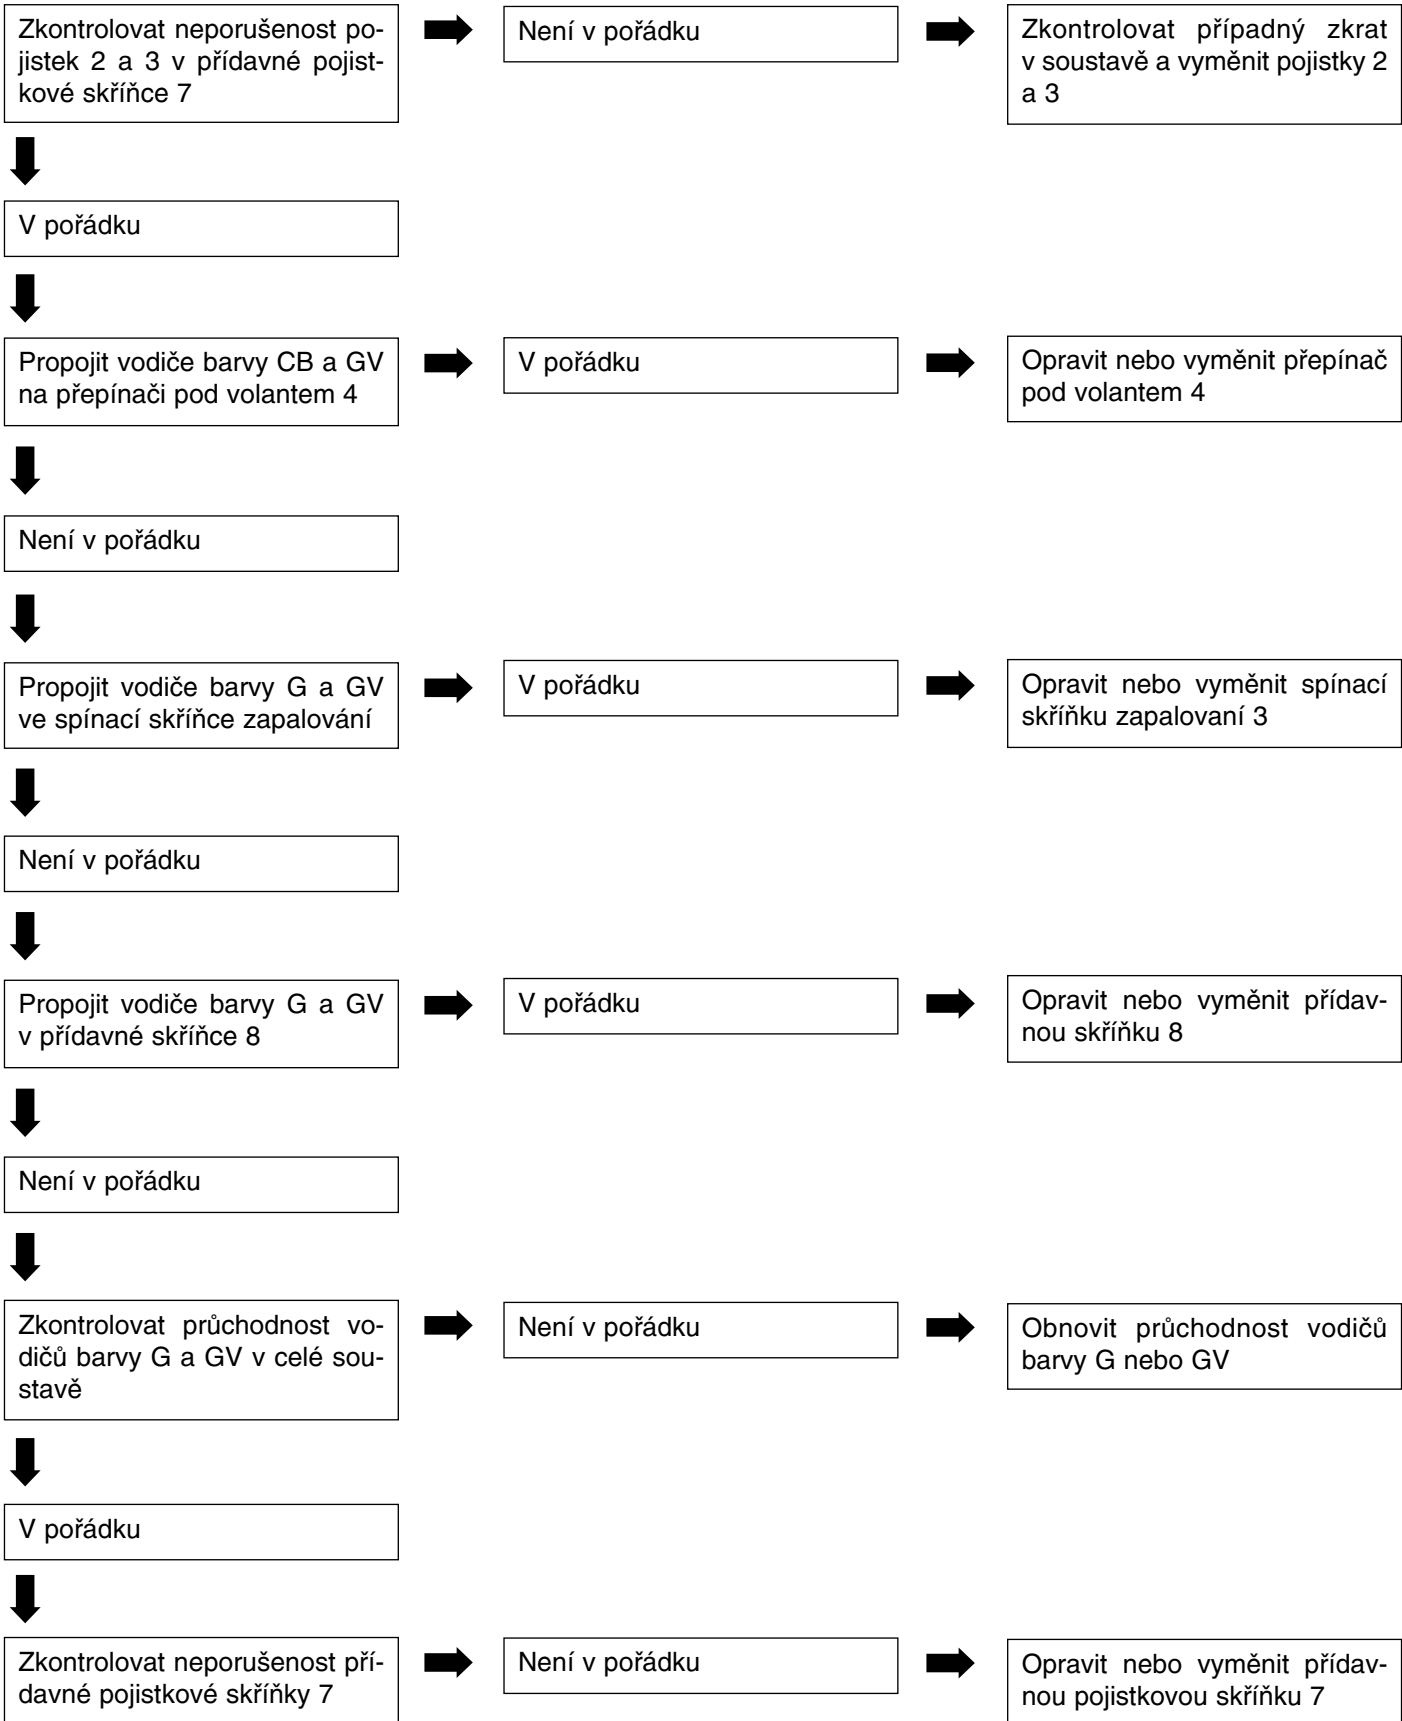 Zkontrolovat neporušenost po-
jistek 2 a 3 v přídavné pojist-
kové skříňce 7
Není v pořádku
Zkontrolovat případný zkrat
v soustavě a vyměnit pojistky 2
a 3
V pořádku
Propojit vodiče barvy CB a GV
na přepínači pod volantem 4
V pořádku
Opravit nebo vyměnit přepínač
pod volantem 4
Není v pořádku
Propojit vodiče barvy G a GV
ve spínací skříňce zapalování
V pořádku
Opravit nebo vyměnit spínací
skříňku zapalovaní 3
Není v pořádku
Propojit vodiče barvy G a GV
v přídavné skříňce 8
V pořádku
Opravit nebo vyměnit přídav-
nou skříňku 8
Není v pořádku
Zkontrolovat průchodnost vo-
dičů barvy G a GV v celé sou-
stavě
Není v pořádku
Obnovit průchodnost vodičů
barvy G nebo GV
V pořádku
Zkontrolovat neporušenost pří-
davné pojistkové skříňky 7
Není v pořádku
Opravit nebo vyměnit přídav-
nou pojistkovou skříňku 7